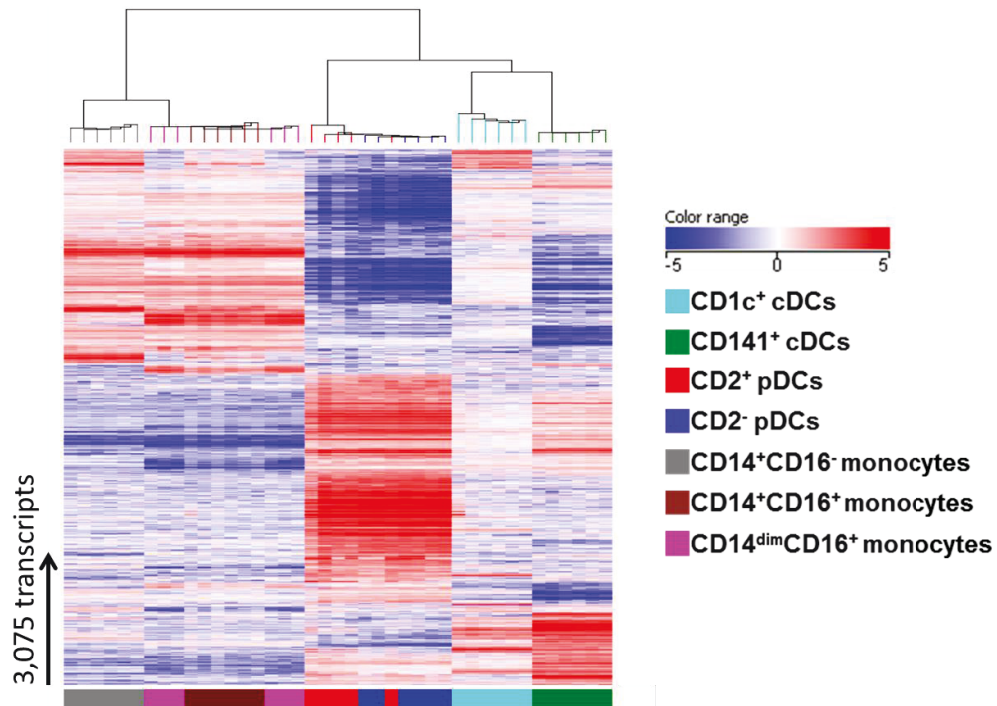 Color range
-5 0 5
CD1c⁺ cDCs
CD141⁺ cDCs
CD2⁺ pDCs
CD2⁻ pDCs
CD14⁺CD16⁻ monocytes
CD14⁺CD16⁺ monocytes
CD14ᵈⁱᵐCD16⁺ monocytes
3,075 transcripts